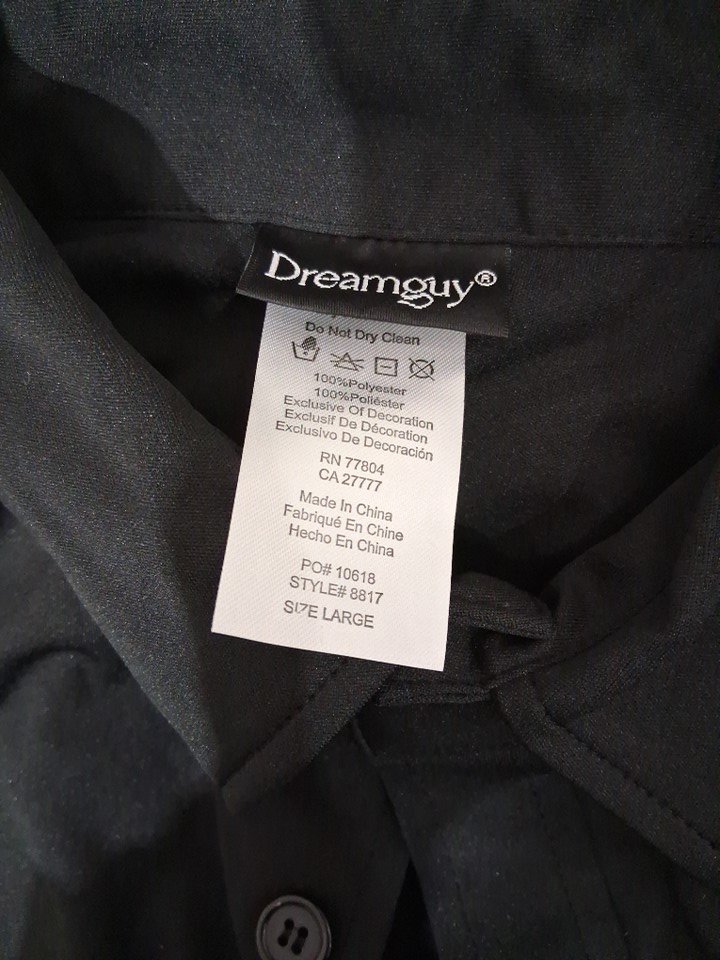 Dreamguy®
Do Not Dry Clean
100%Polyester
100%Poliéster
Exclusive Of Decoration
Exclusif De Décoration
Exclusivo De Decoración
RN 77804
CA 27777
Made In China
Fabriqué En Chine
Hecho En China
PO# 10618
STYLE# 8817
SIZE LARGE